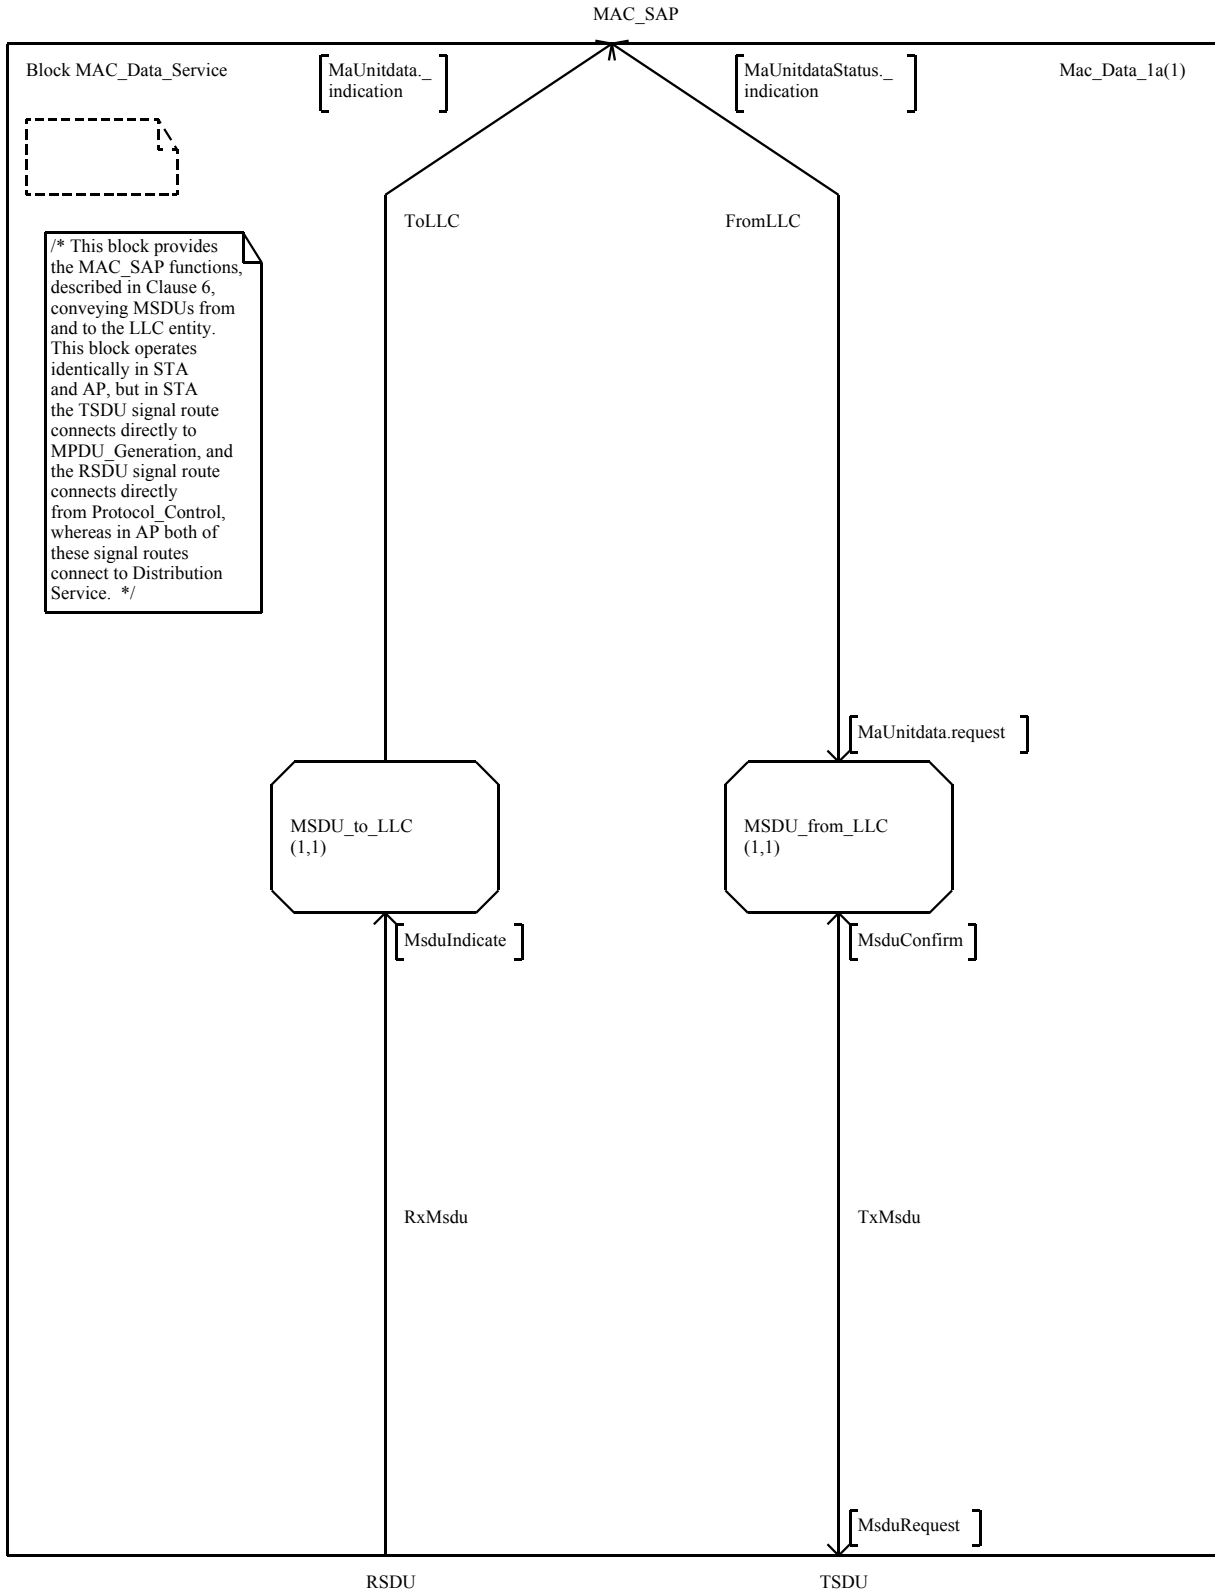 MAC_SAP
Block MAC_Data_Service
MaUnitdata._
indication
MaUnitdataStatus._
indication
Mac_Data_1a(1)
ToLLC
FromLLC
/* This block provides
the MAC_SAP functions,
described in Clause 6,
conveying MSDUs from
and to the LLC entity.
This block operates
identically in STA
and AP, but in STA
the TSDU signal route
connects directly to
MPDU_Generation, and
the RSDU signal route
connects directly
from Protocol_Control,
whereas in AP both of
these signal routes
connect to Distribution
Service.  */
MaUnitdata.request
MSDU_to_LLC
(1,1)
MSDU_from_LLC
(1,1)
MsduIndicate
MsduConfirm
RxMsdu
TxMsdu
MsduRequest
RSDU
TSDU